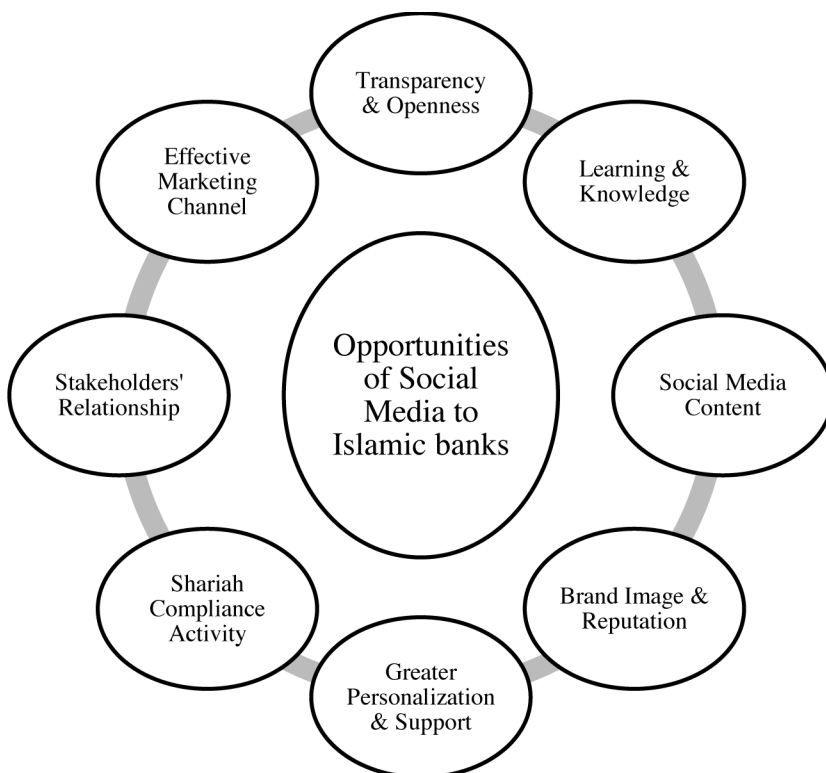 Transparency
& Openness
Learning &
Knowledge
Social Media
Content
Brand Image &
Reputation
Greater
Personalization
& Support
Shariah
Compliance
Activity
Stakeholders'
Relationship
Effective
Marketing
Channel
Opportunities
of Social
Media to
Islamic banks